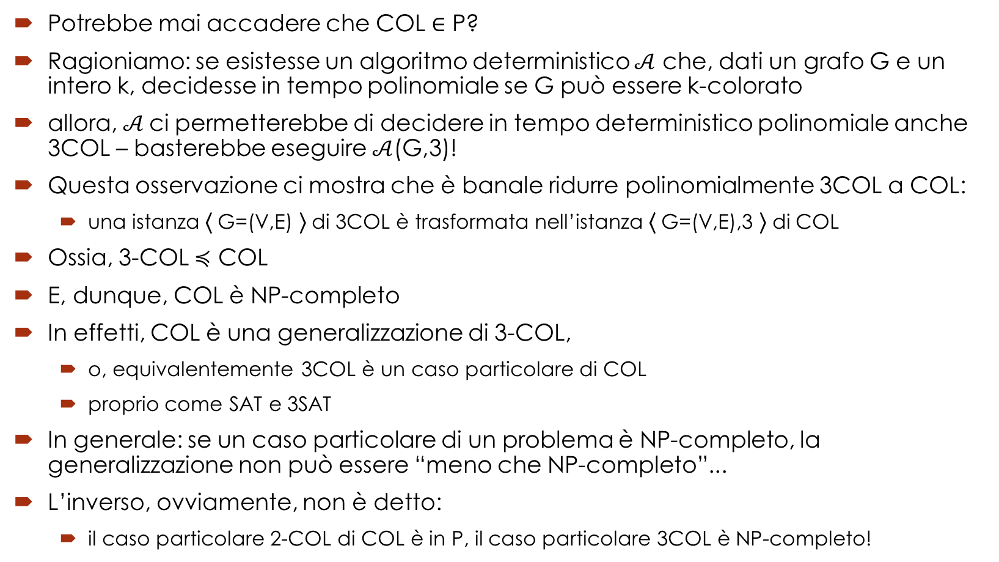 Potrebbe mai accadere che COL ∈ P?
Ragioniamo: se esistesse un algoritmo deterministico 𝒜 che, dati un grafo G e un
intero k, decidesse in tempo polinomiale se G può essere k-colorato
allora, 𝒜 ci permetterebbe di decidere in tempo deterministico polinomiale anche
3COL – basterebbe eseguire 𝒜(G,3)!
Questa osservazione ci mostra che è banale ridurre polinomialmente 3COL a COL:
una istanza ⟨ G=(V,E) ⟩ di 3COL è trasformata nell’istanza ⟨ G=(V,E),3 ⟩ di COL
Ossia, 3-COL ≼ COL
E, dunque, COL è NP-completo
In effetti, COL è una generalizzazione di 3-COL,
o, equivalentemente 3COL è un caso particolare di COL
proprio come SAT e 3SAT
In generale: se un caso particolare di un problema è NP-completo, la
generalizzazione non può essere “meno che NP-completo”...
L’inverso, ovviamente, non è detto:
il caso particolare 2-COL di COL è in P, il caso particolare 3COL è NP-completo!